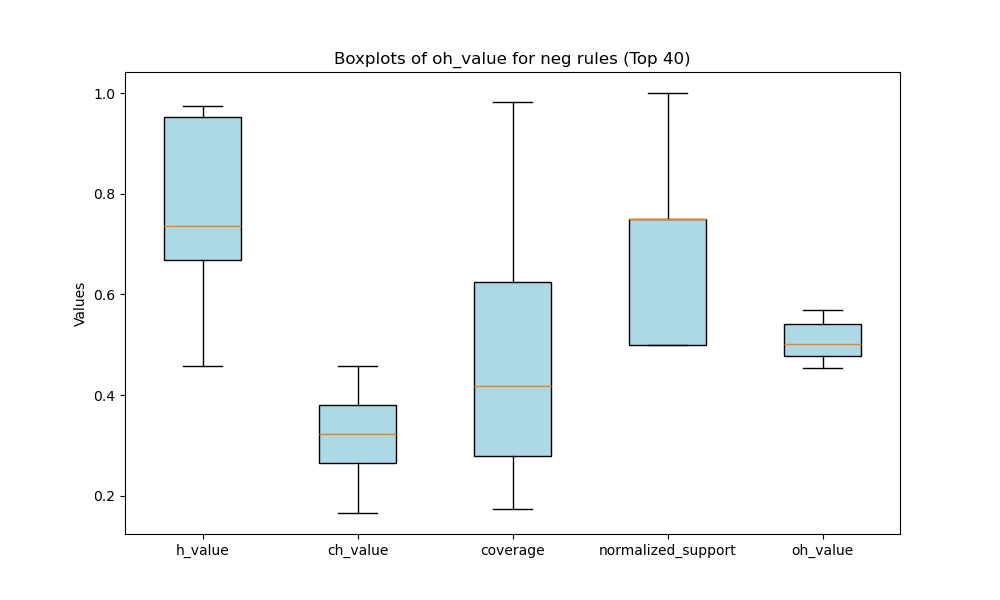 Boxplots of oh_value for neg rules (Top 40)
1.0
0.8
0.6
0.4
0.2
Values
h_value
ch_value
coverage
normalized_support
oh_value